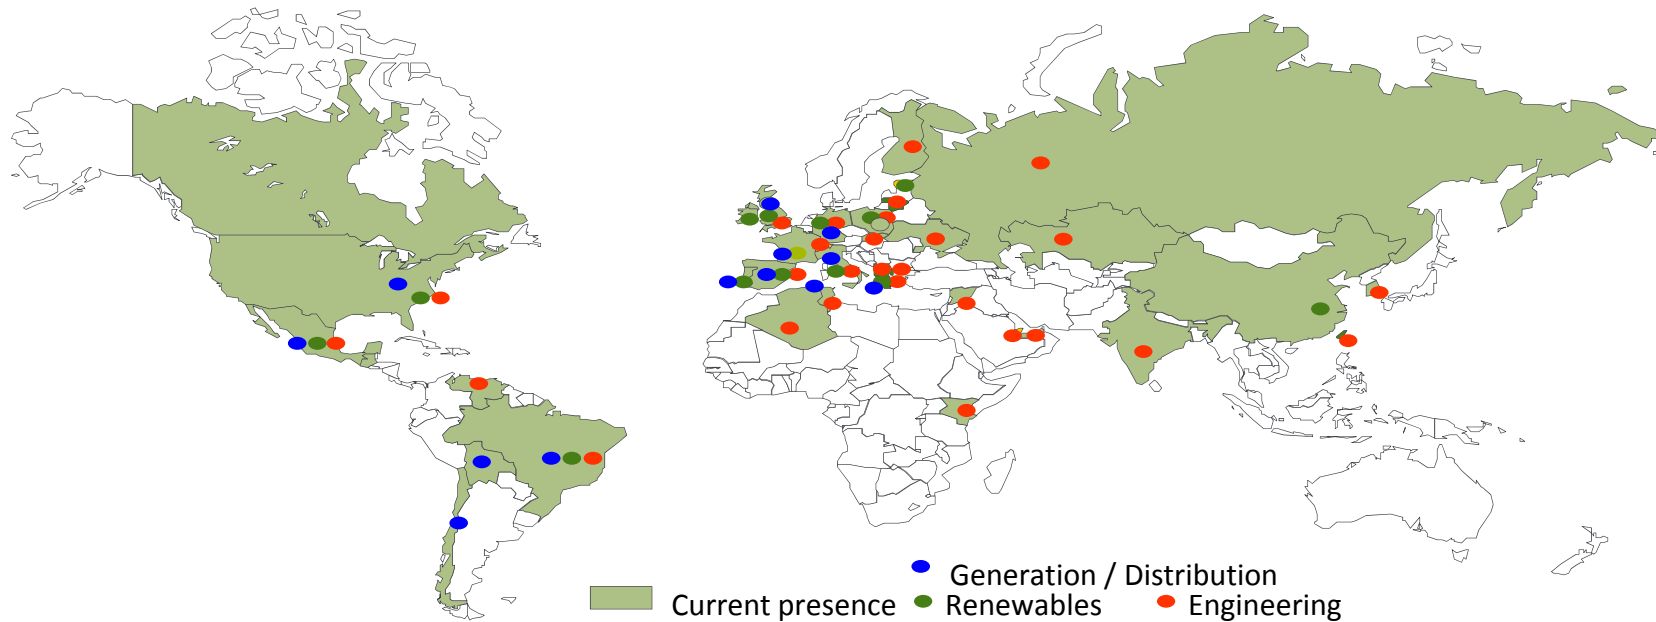 Generation / Distribution
Current presence Renewables Engineering